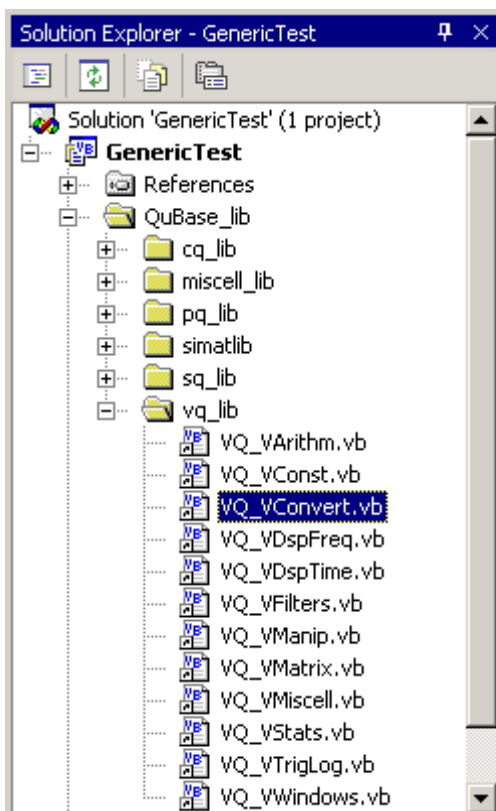 Solution Explorer - GenericTest
Solution 'GenericTest' (1 project)
GenericTest
References
QuBase_lib
cq_lib
miscell_lib
pq_lib
simatlib
sq_lib
vq_lib
VQ_VArithm.vb
VQ_VConst.vb
VQ_VConvert.vb
VQ_VDspFreq.vb
VQ_VDspTime.vb
VQ_VFilters.vb
VQ_VManip.vb
VQ_VMatrix.vb
VQ_VMiscell.vb
VQ_VStats.vb
VQ_VTrigLog.vb
VQ_VWindows.vb